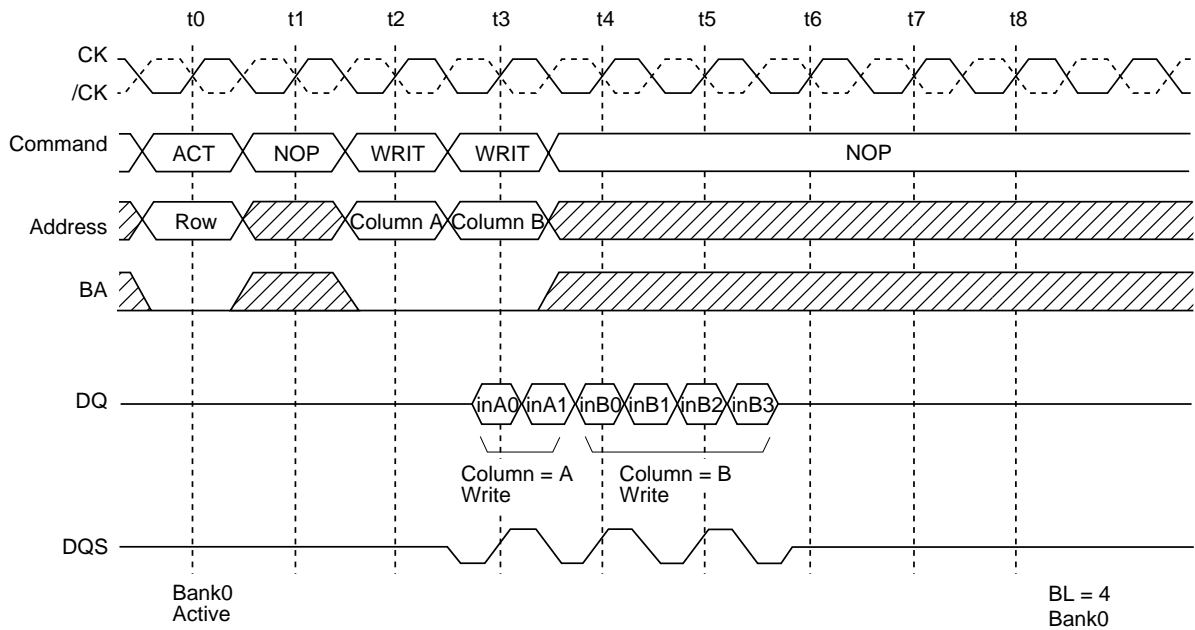 t0 t1 t2 t3 t4 t5 t6 t7 t8
CK
/CK
Command ACT NOP WRIT WRIT NOP
Address Row Column A Column B
BA
DQ inA0 inA1 inB0 inB1 inB2 inB3
Column = A Column = B
Write Write
DQS
Bank0 BL = 4
Active Bank0